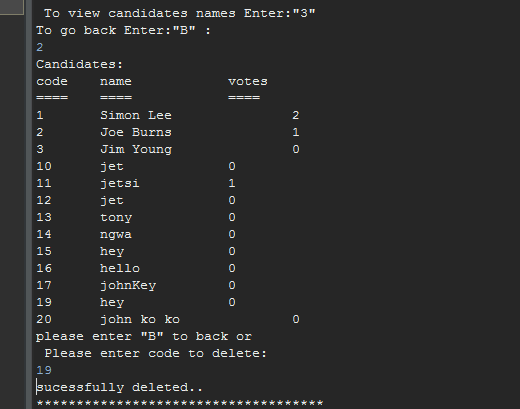 To view candidates names Enter:"3"
To go back Enter:"B" :
2
Candidates:
code name votes
==== ==== ====
1 Simon Lee 2
2 Joe Burns 1
3 Jim Young 0
10 jet 0
11 jetsi 1
12 jet 0
13 tony 0
14 ngwa 0
15 hey 0
16 hello 0
17 johnKey 0
19 hey 0
20 john ko ko 0
please enter "B" to back or
Please enter code to delete:
19
sucessfully deleted..
************************************